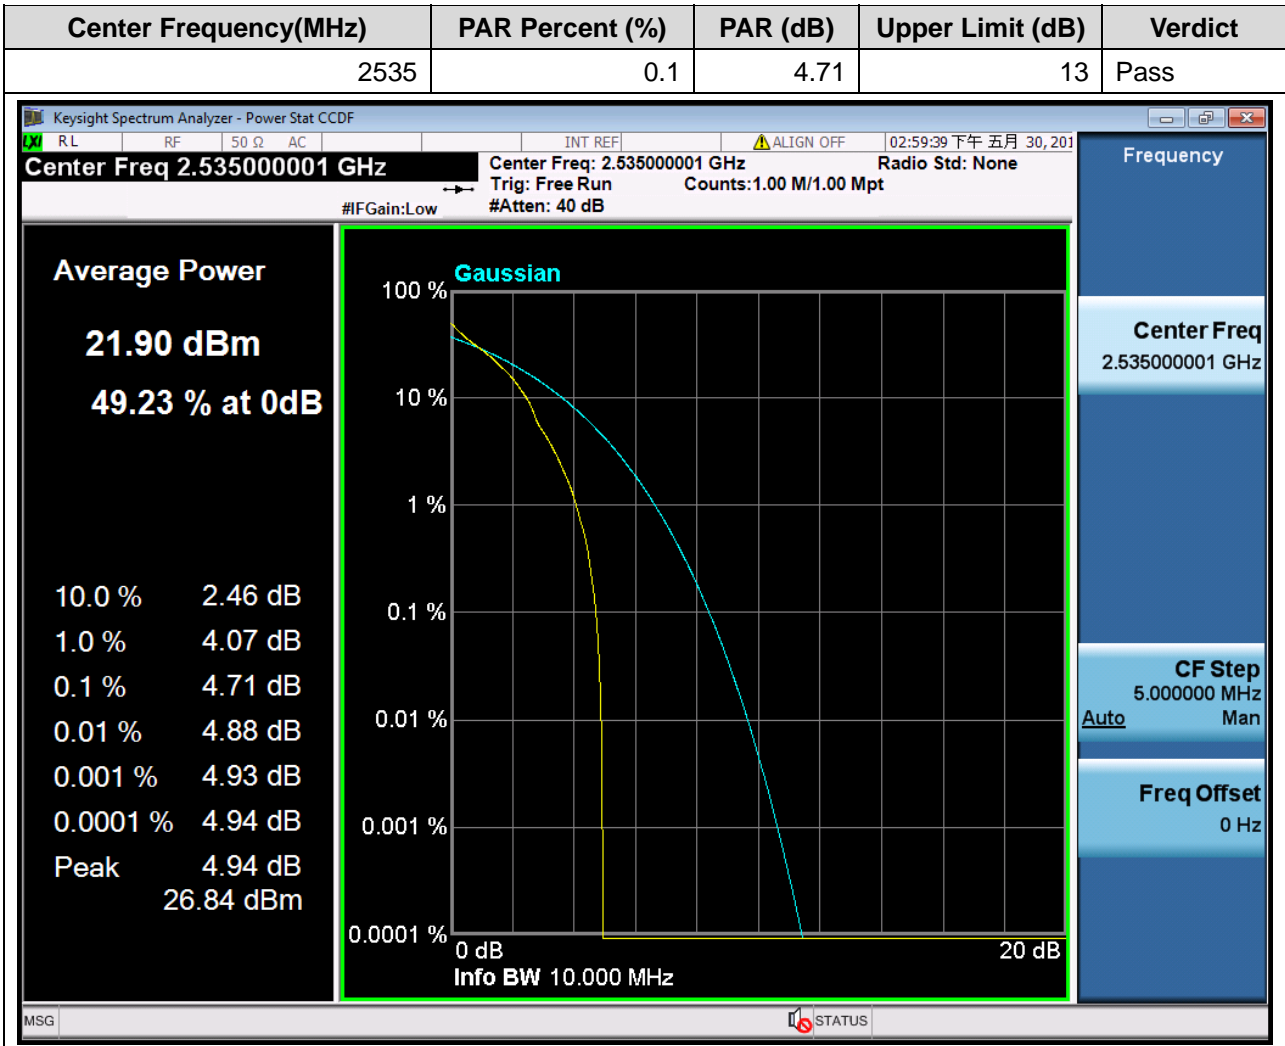 Center Frequency(MHz) PAR Percent (%) PAR (dB) Upper Limit (dB) Verdict
2535 0.1 4.71 13 Pass
Keysight Spectrum Analyzer - Power Stat CCDF
LXI RL RF 50 Ω AC INT REF ALIGN OFF 02:59:39 下午 五月 30, 201
Center Freq 2.535000001 GHz
#IFGain:Low
Center Freq: 2.535000001 GHz Radio Std: None
Trig: Free Run Counts:1.00 M/1.00 Mpt
#Atten: 40 dB
Average Power
21.90 dBm
49.23 % at 0dB
10.0 % 2.46 dB
1.0 % 4.07 dB
0.1 % 4.71 dB
0.01 % 4.88 dB
0.001 % 4.93 dB
0.0001 % 4.94 dB
Peak 4.94 dB
26.84 dBm
Gaussian
100 %
10 %
1 %
0.1 %
0.01 %
0.001 %
0.0001 %
0 dB 20 dB
Info BW 10.000 MHz
Frequency
Center Freq
2.535000001 GHz
CF Step
5.000000 MHz
Auto Man
Freq Offset
0 Hz
MSG STATUS